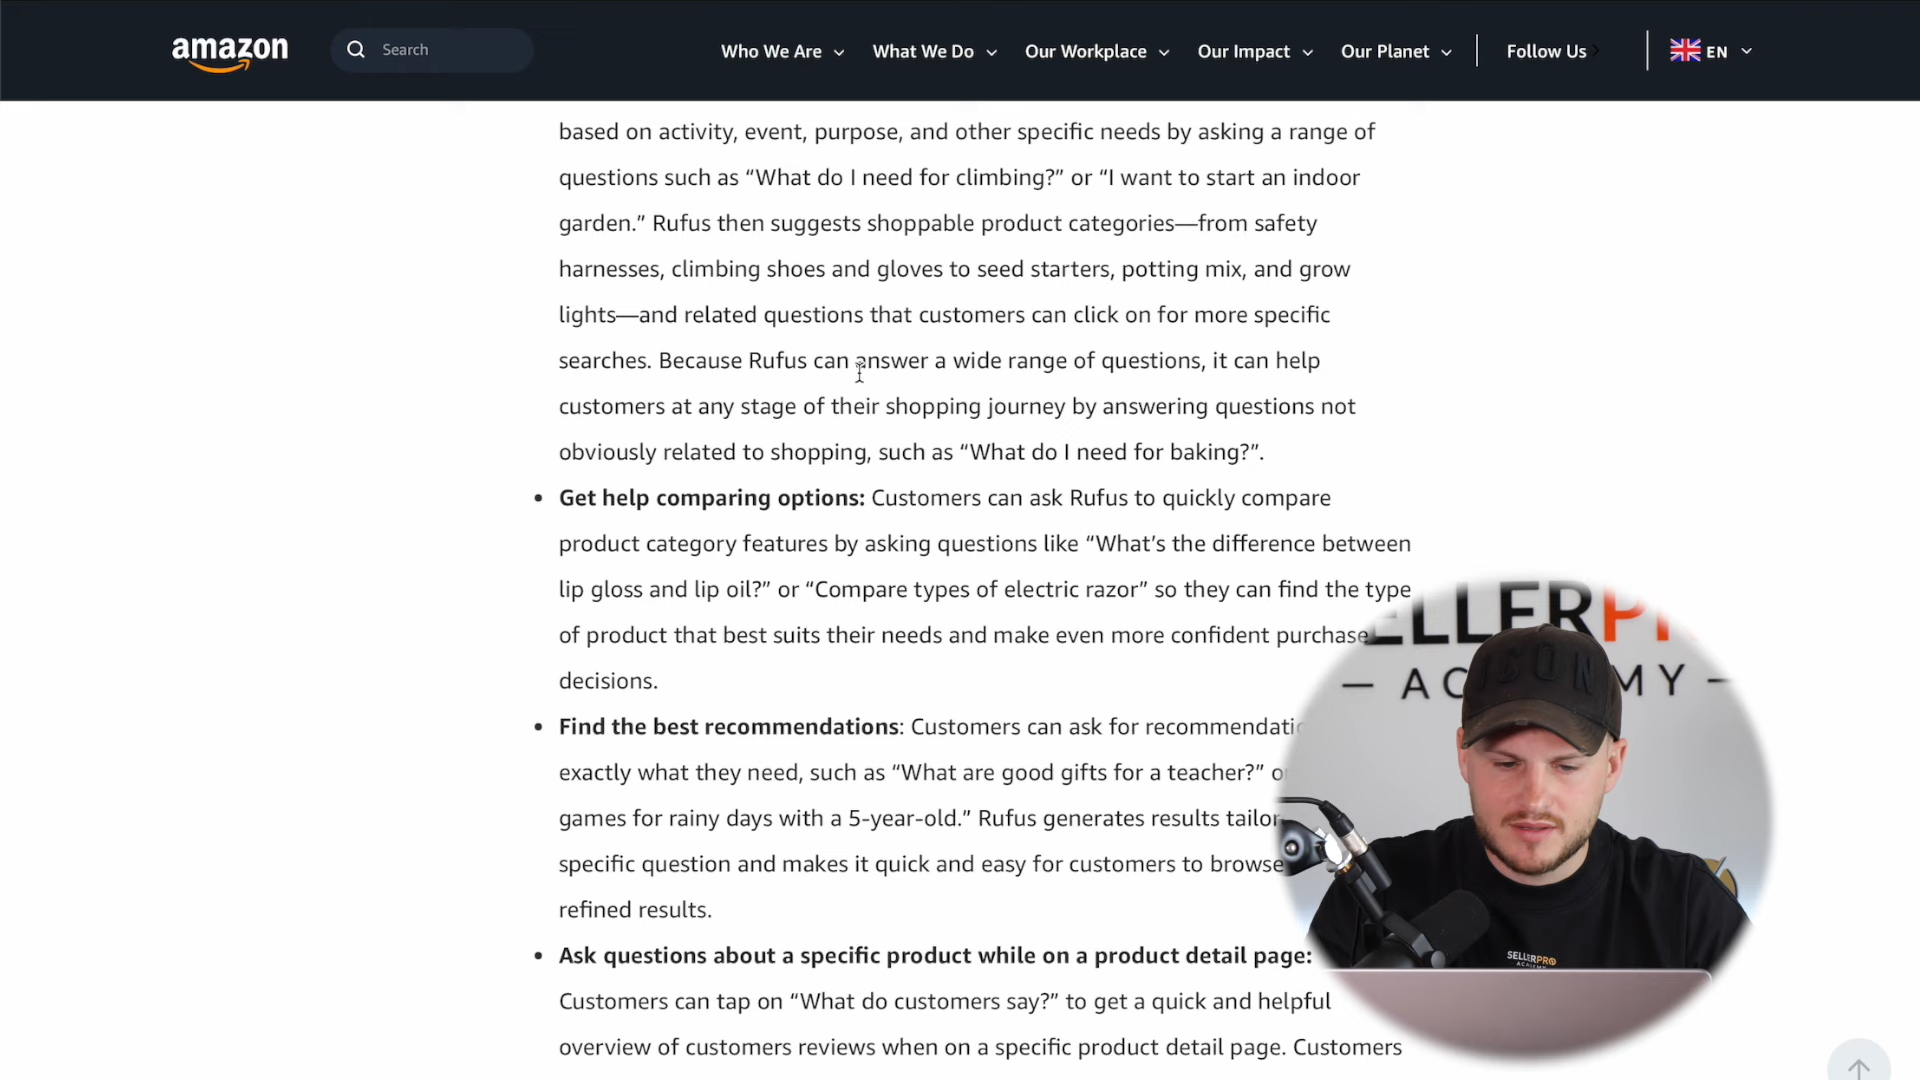 amazon
Search
Who We Are
What We Do
Our Workplace
Our Impact
Our Planet
Follow Us
EN
based on activity, event, purpose, and other specific needs by asking a range of
questions such as “What do I need for climbing?” or “I want to start an indoor
garden.” Rufus then suggests shoppable product categories—from safety
harnesses, climbing shoes and gloves to seed starters, potting mix, and grow
lights—and related questions that customers can click on for more specific
searches. Because Rufus can answer a wide range of questions, it can help
customers at any stage of their shopping journey by answering questions not
obviously related to shopping, such as “What do I need for baking?”.
• Get help comparing options: Customers can ask Rufus to quickly compare
product category features by asking questions like “What’s the difference between
lip gloss and lip oil?” or “Compare types of electric razor” so they can find the type
of product that best suits their needs and make even more confident purchase
decisions.
• Find the best recommendations: Customers can ask for
exactly what they need, such as “What are good gifts for a teacher?”
games for rainy days with a 5-year-old.” Rufus generates results
specific question and makes it quick and easy for customers to browse
refined results.
• Ask questions about a specific product while on a product detail page:
Customers can tap on “What do customers say?” to get a quick and helpful
overview of customers reviews when on a specific product detail page. Customers
SELLERPRO
ACADEMY